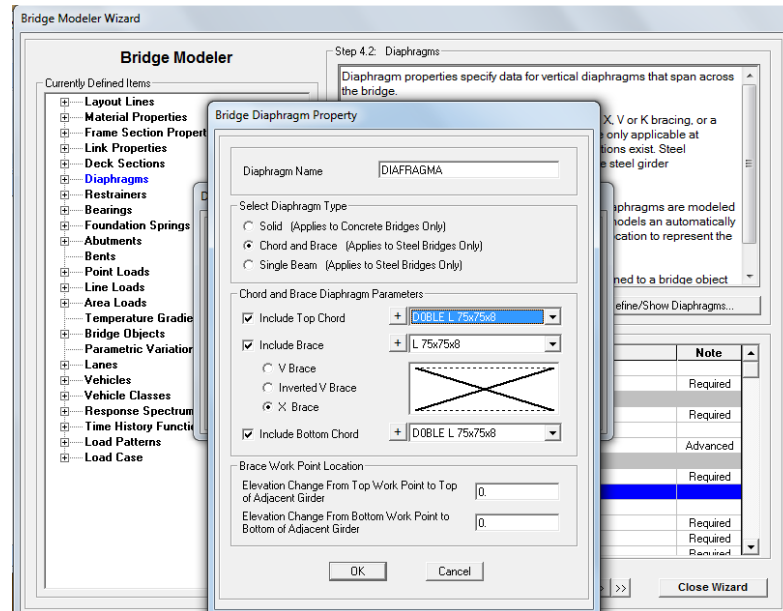 Bridge Modeler Wizard
Bridge Modeler
Currently Defined Items
Layout Lines
Material Properties
Frame Section Propert
Link Properties
Deck Sections
Diaphragms
Restrainers
Bearings
Foundation Springs
Abutments
Bents
Point Loads
Line Loads
Area Loads
Temperature Gradie
Bridge Objects
Parametric Variation
Lanes
Vehicles
Vehicle Classes
Response Spectrum
Time History Functi
Load Patterns
Load Case
Step 4.2: Diaphragms
Diaphragm properties specify data for vertical diaphragms that span across
the bridge.
X, V or K bracing, or a
only applicable at
tions exist. Steel
steel girder
aphragms are modeled
odels an automatically
ocation to represent the
ned to a bridge object
efine/Show Diaphragms...
Note
Required
Required
Advanced
Required
Required
Required
Required
>>
Close Wizard
Bridge Diaphragm Property
Diaphragm Name
DIAFRAGMA
Select Diaphragm Type
Solid (Applies to Concrete Bridges Only)
Chord and Brace (Applies to Steel Bridges Only)
Single Beam (Applies to Steel Bridges Only)
Chord and Brace Diaphragm Parameters
Include Top Chord + DOBLE L 75x75x8
Include Brace + L 75x75x8
V Brace
Inverted V Brace
X Brace
Include Bottom Chord + DOBLE L 75x75x8
Brace Work Point Location
Elevation Change From Top Work Point to Top
of Adjacent Girder
0.
Elevation Change From Bottom Work Point to
Bottom of Adjacent Girder
0.
OK
Cancel